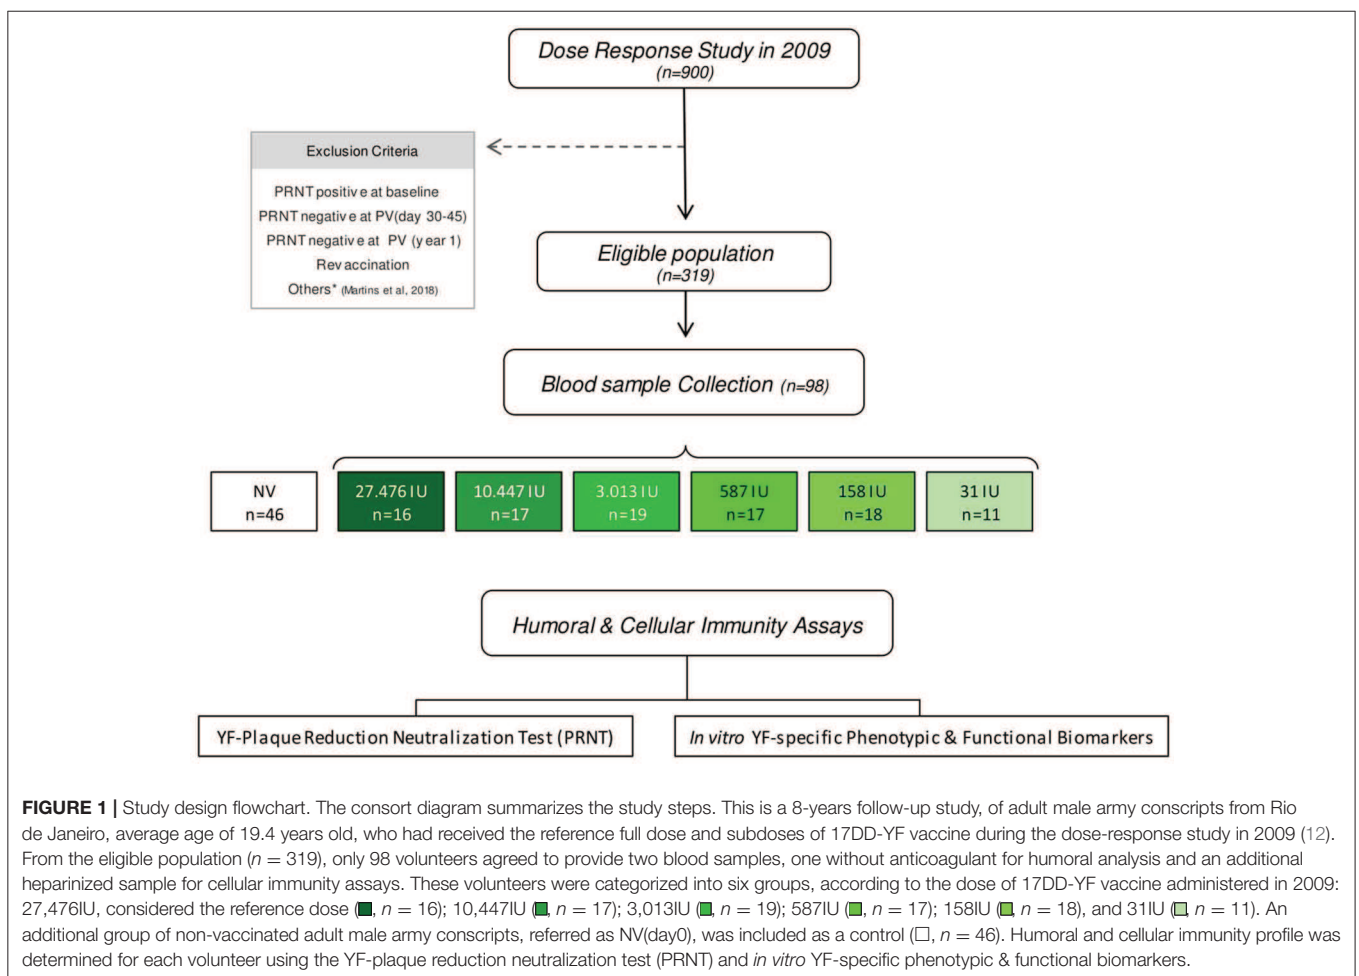 Dose Response Study in 2009
(n=900)
Exclusion Criteria
PRNT positive at baseline
PRNT negative at PV(day 30-45)
PRNT negative at PV (year 1)
Revaccination
Others* (Martins et al, 2018)
Eligible population
(n=319)
Blood sample Collection (n=98)
NV
n=46
27.476 IU
n=16
10.447 IU
n=17
3.013 IU
n=19
587 IU
n=17
158 IU
n=18
31 IU
n=11
Humoral & Cellular Immunity Assays
YF-Plaque Reduction Neutralization Test (PRNT)
In vitro YF-specific Phenotypic & Functional Biomarkers
FIGURE 1 | Study design flowchart. The consort diagram summarizes the study steps. This is a 8-years follow-up study, of adult male army conscripts from Rio
de Janeiro, average age of 19.4 years old, who had received the reference full dose and subdoses of 17DD-YF vaccine during the dose-response study in 2009 (12).
From the eligible population (n = 319), only 98 volunteers agreed to provide two blood samples, one without anticoagulant for humoral analysis and an additional
heparinized sample for cellular immunity assays. These volunteers were categorized into six groups, according to the dose of 17DD-YF vaccine administered in 2009:
27,476IU, considered the reference dose (■, n = 16); 10,447IU (■, n = 17); 3,013IU (■, n = 19); 587IU (■, n = 17); 158IU (■, n = 18), and 31IU (■, n = 11). An
additional group of non-vaccinated adult male army conscripts, referred as NV(day0), was included as a control (□, n = 46). Humoral and cellular immunity profile was
determined for each volunteer using the YF-plaque reduction neutralization test (PRNT) and in vitro YF-specific phenotypic & functional biomarkers.